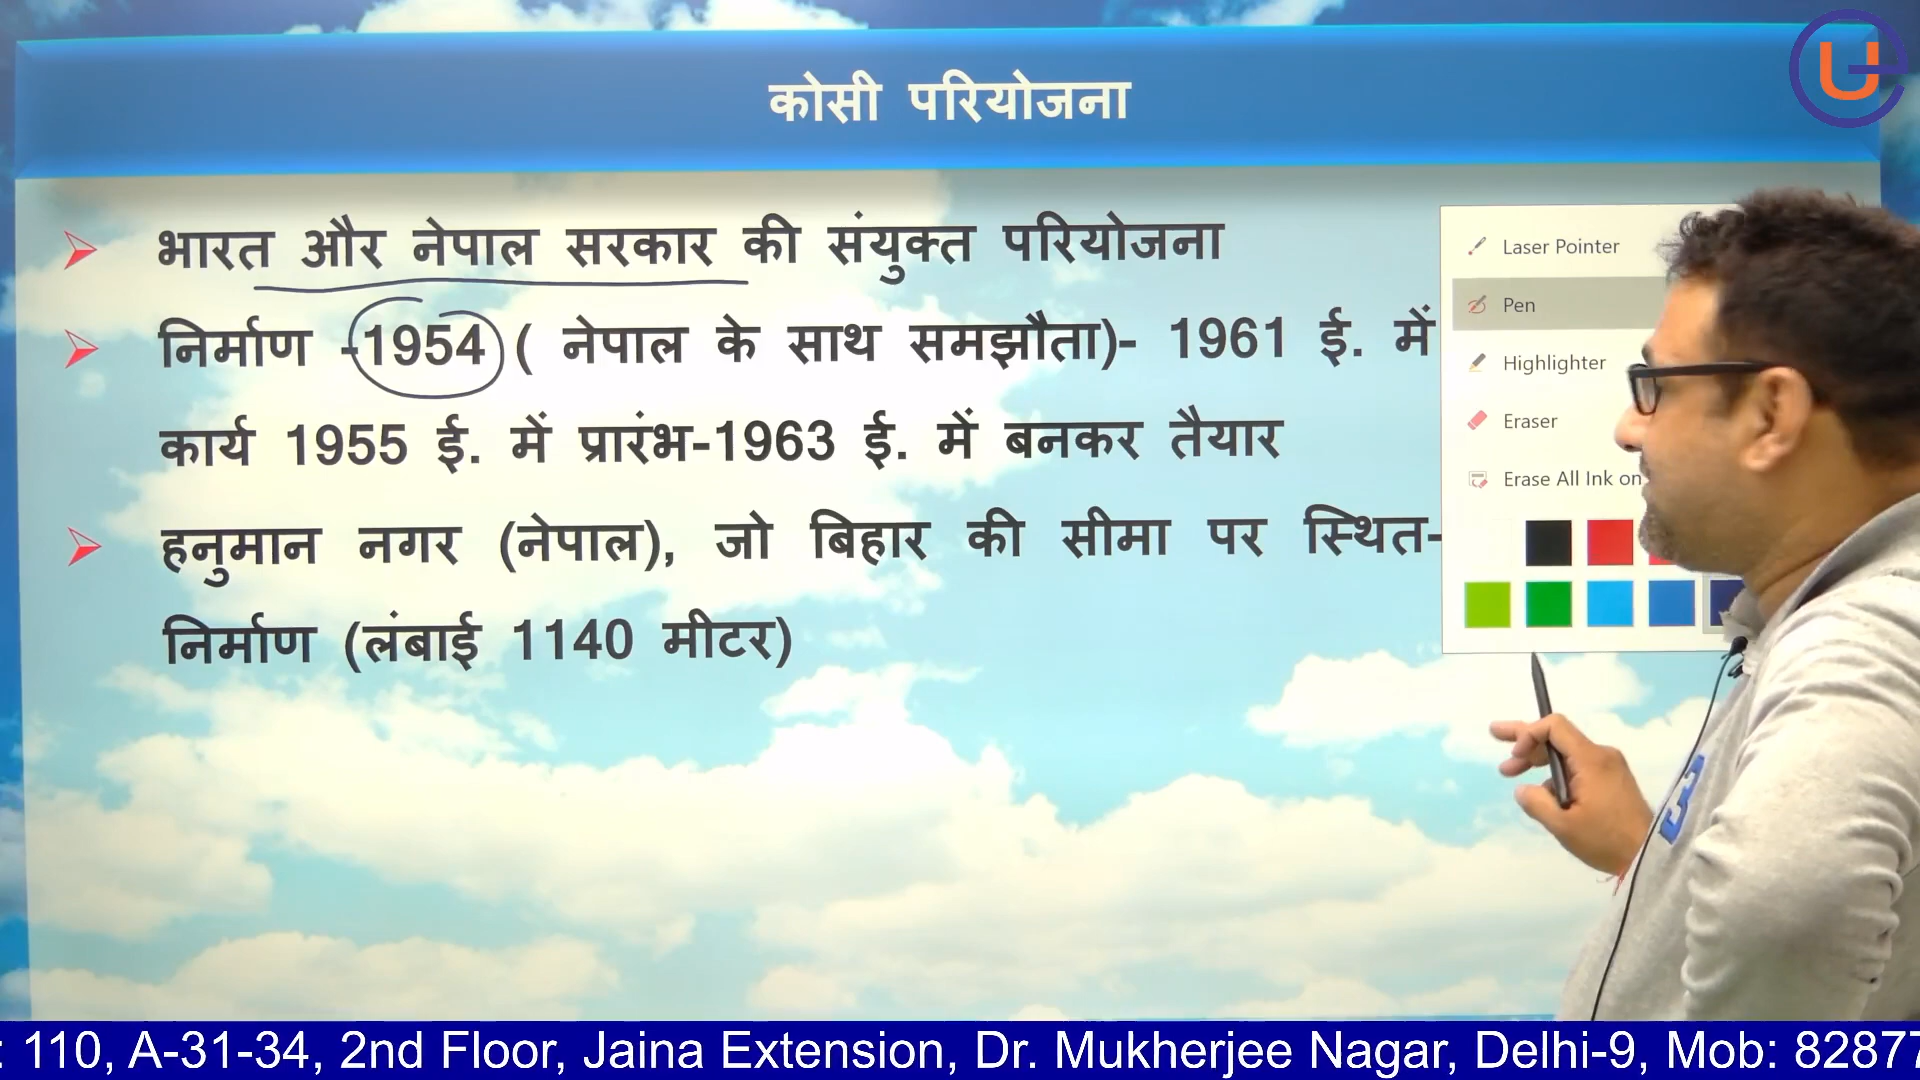 कोसी परियोजना
भारत और नेपाल सरकार की संयुक्त परियोजना
निर्माण -1954 ( नेपाल के साथ समझौता)- 1961 ई. में
कार्य 1955 ई. में प्रारंभ-1963 ई. में बनकर तैयार
हनुमान नगर (नेपाल), जो बिहार की सीमा पर स्थित-
निर्माण (लंबाई 1140 मीटर)
Laser Pointer
Pen
Highlighter
Eraser
Erase All Ink on
3
: 110, A-31-34, 2nd Floor, Jaina Extension, Dr. Mukherjee Nagar, Delhi-9, Mob: 82877